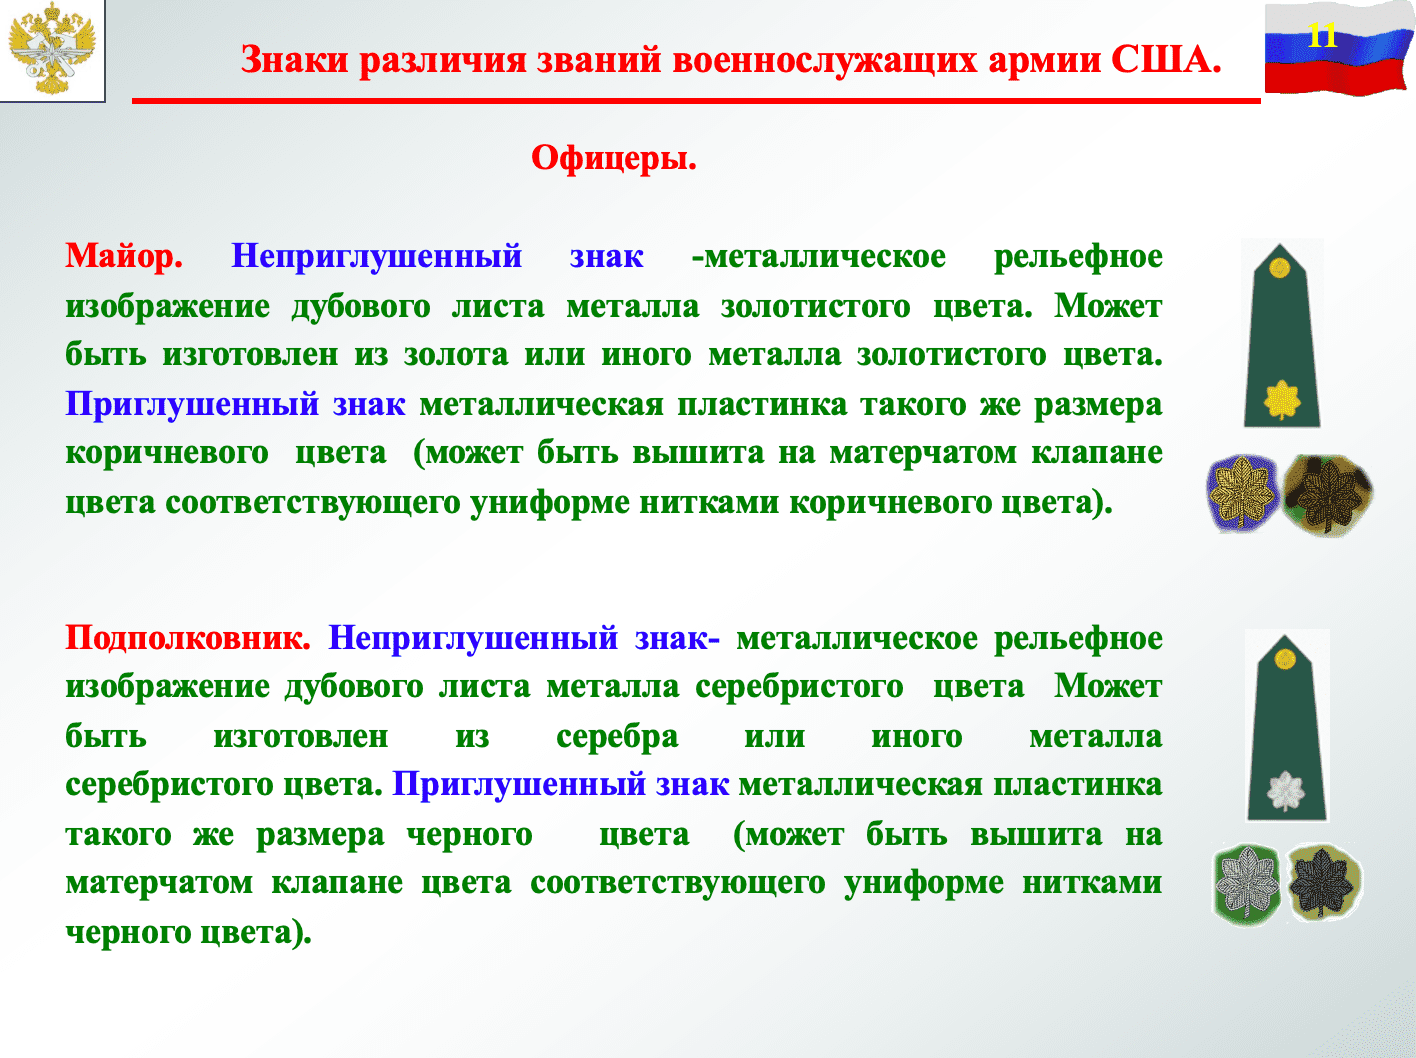 11
Знаки различия званий военнослужащих армии США.
Офицеры.
Майор. Неприглушенный знак -металлическое рельефное
изображение дубового листа металла золотистого цвета. Может
быть изготовлен из золота или иного металла золотистого цвета.
Приглушенный знак металлическая пластинка такого же размера
коричневого цвета (может быть вышита на матерчатом клапане
цвета соответствующего униформе нитками коричневого цвета).
Подполковник. Неприглушенный знак- металлическое рельефное
изображение дубового листа металла серебристого цвета Может
быть изготовлен из серебра или иного металла
серебристого цвета. Приглушенный знак металлическая пластинка
такого же размера черного цвета (может быть вышита на
матерчатом клапане цвета соответствующего униформе нитками
черного цвета).